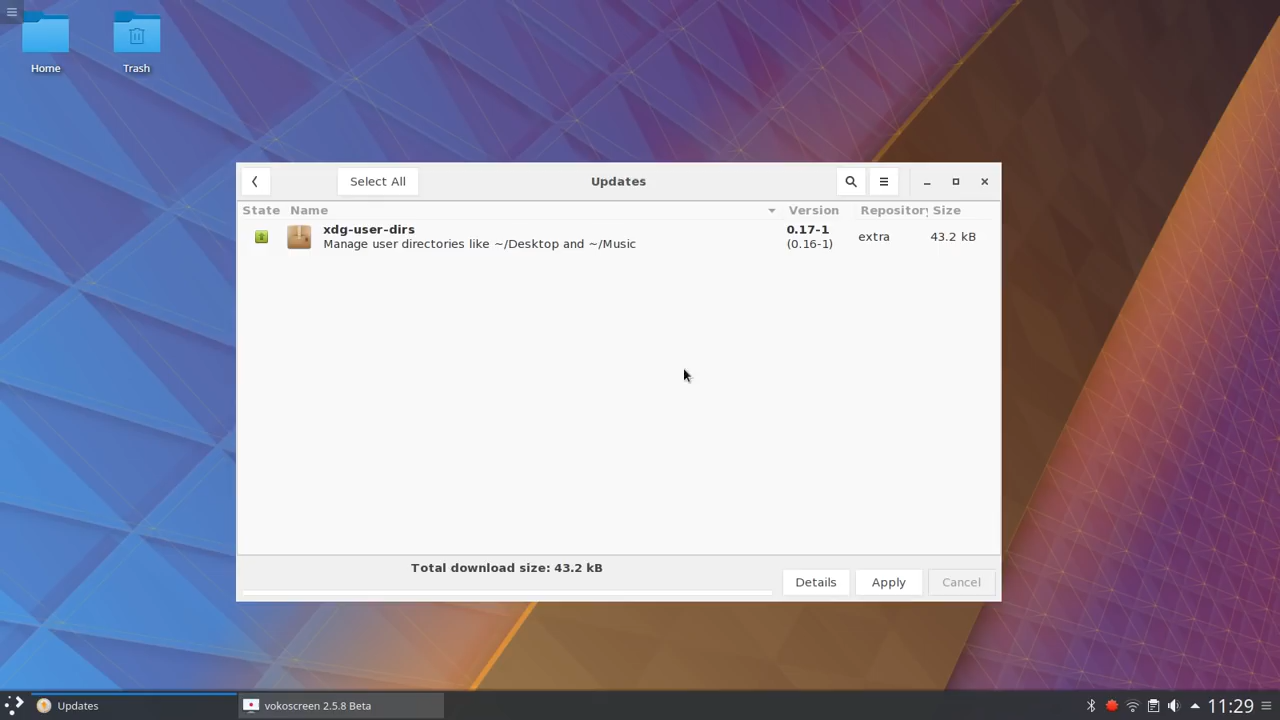 Home
Trash
Select All
Updates
State Name Version Repository Size
xdg-user-dirs
Manage user directories like ~/Desktop and ~/Music
0.17-1
(0.16-1)
extra
43.2 kB
Total download size: 43.2 kB
Details
Apply
Cancel
Updates
vokoscreen 2.5.8 Beta
11:29